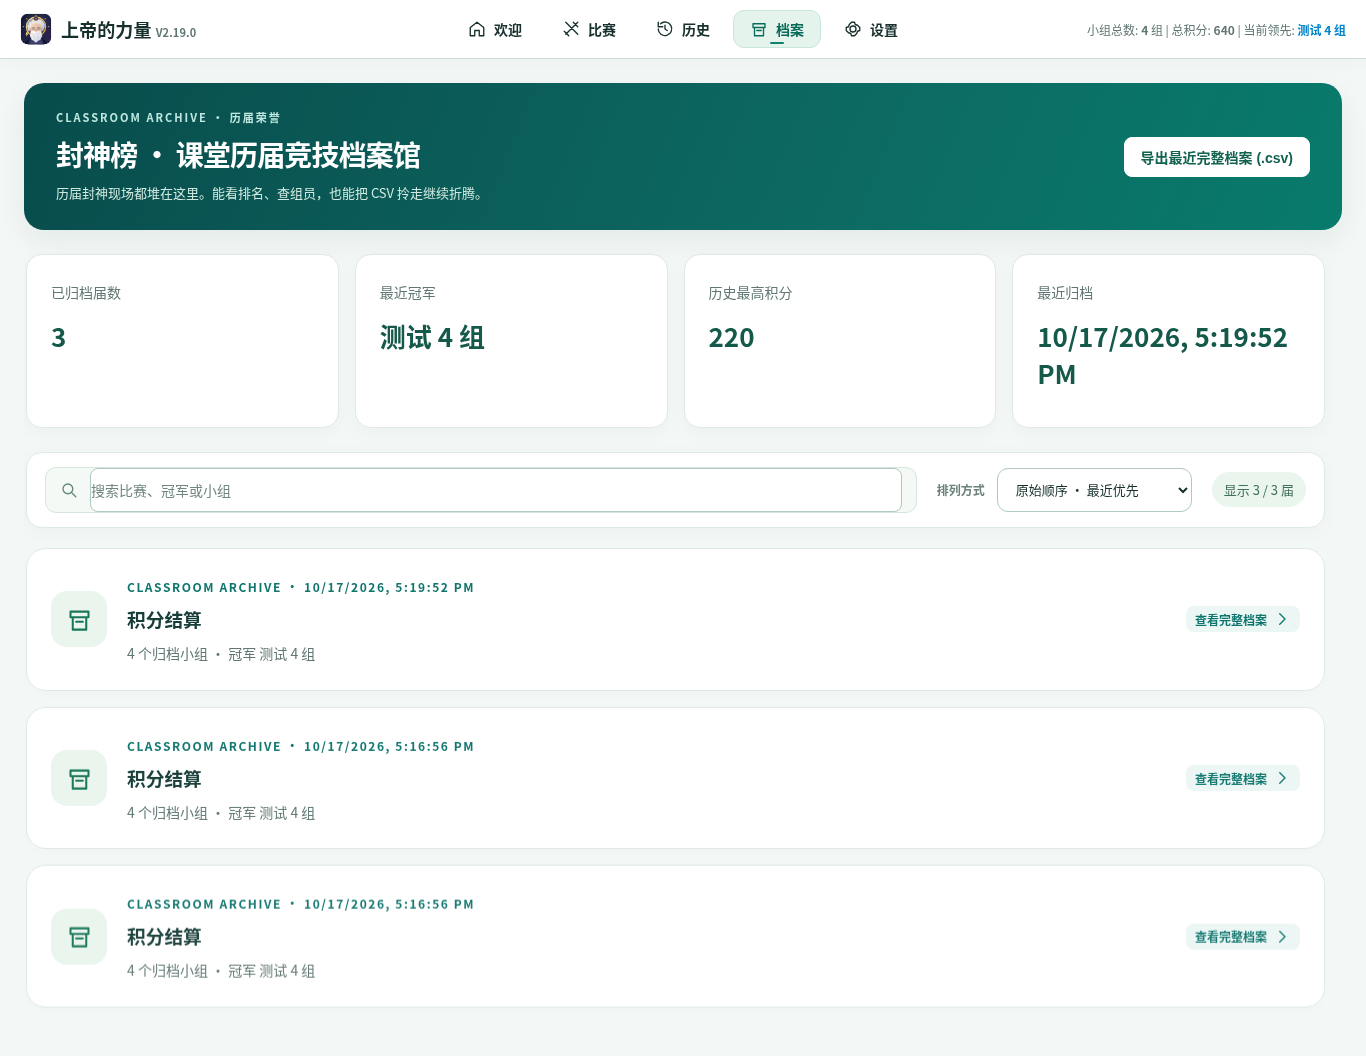 上帝的力量 V2.19.0
欢迎
比赛
历史
档案
设置
小组总数: 4 组 | 总积分: 640 | 当前领先: 测试 4 组
CLASSROOM ARCHIVE · 历届荣誉
封神榜 · 课堂历届竞技档案馆
历届封神现场都堆在这里。能看排名、查组员，也能把 CSV 拎走继续折腾。
导出最近完整档案 (.csv)
已归档届数
3
最近冠军
测试 4 组
历史最高积分
220
最近归档
10/17/2026, 5:19:52
PM
搜索比赛、冠军或小组
排列方式
原始顺序 · 最近优先
显示 3 / 3 届
CLASSROOM ARCHIVE · 10/17/2026, 5:19:52 PM
积分结算
4 个归档小组 · 冠军 测试 4 组
查看完整档案
CLASSROOM ARCHIVE · 10/17/2026, 5:16:56 PM
积分结算
4 个归档小组 · 冠军 测试 4 组
查看完整档案
CLASSROOM ARCHIVE · 10/17/2026, 5:16:56 PM
积分结算
4 个归档小组 · 冠军 测试 4 组
查看完整档案